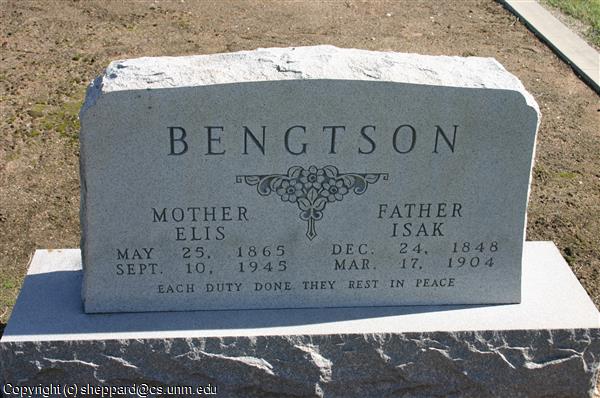 BENGTSON
MOTHER
ELIS
MAY 25, 1865
SEPT. 10, 1945
FATHER
ISAK
DEC. 24, 1848
MAR. 17, 1904
EACH DUTY DONE THEY REST IN PEACE
Copyright (c) sheppard@cs.unm.edu